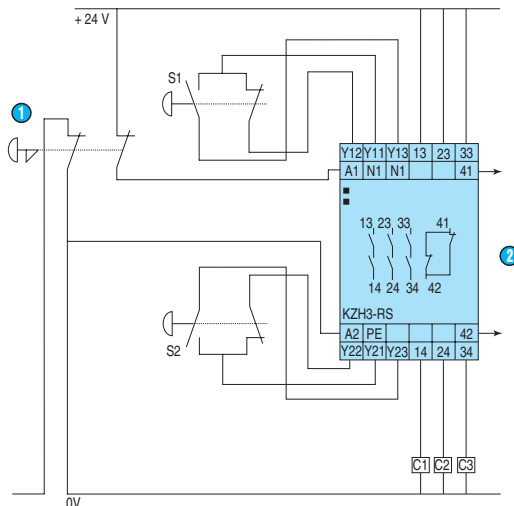 + 24 V
S1
1
Y12 Y11 Y13 13 23 33
A1 N1 N1 41
13 23 33 41
2
14 24 34 42
KZH3-RS
A2 PE 42
Y22 Y21 Y23 14 24 34
S2
C1 C2 C3
0V